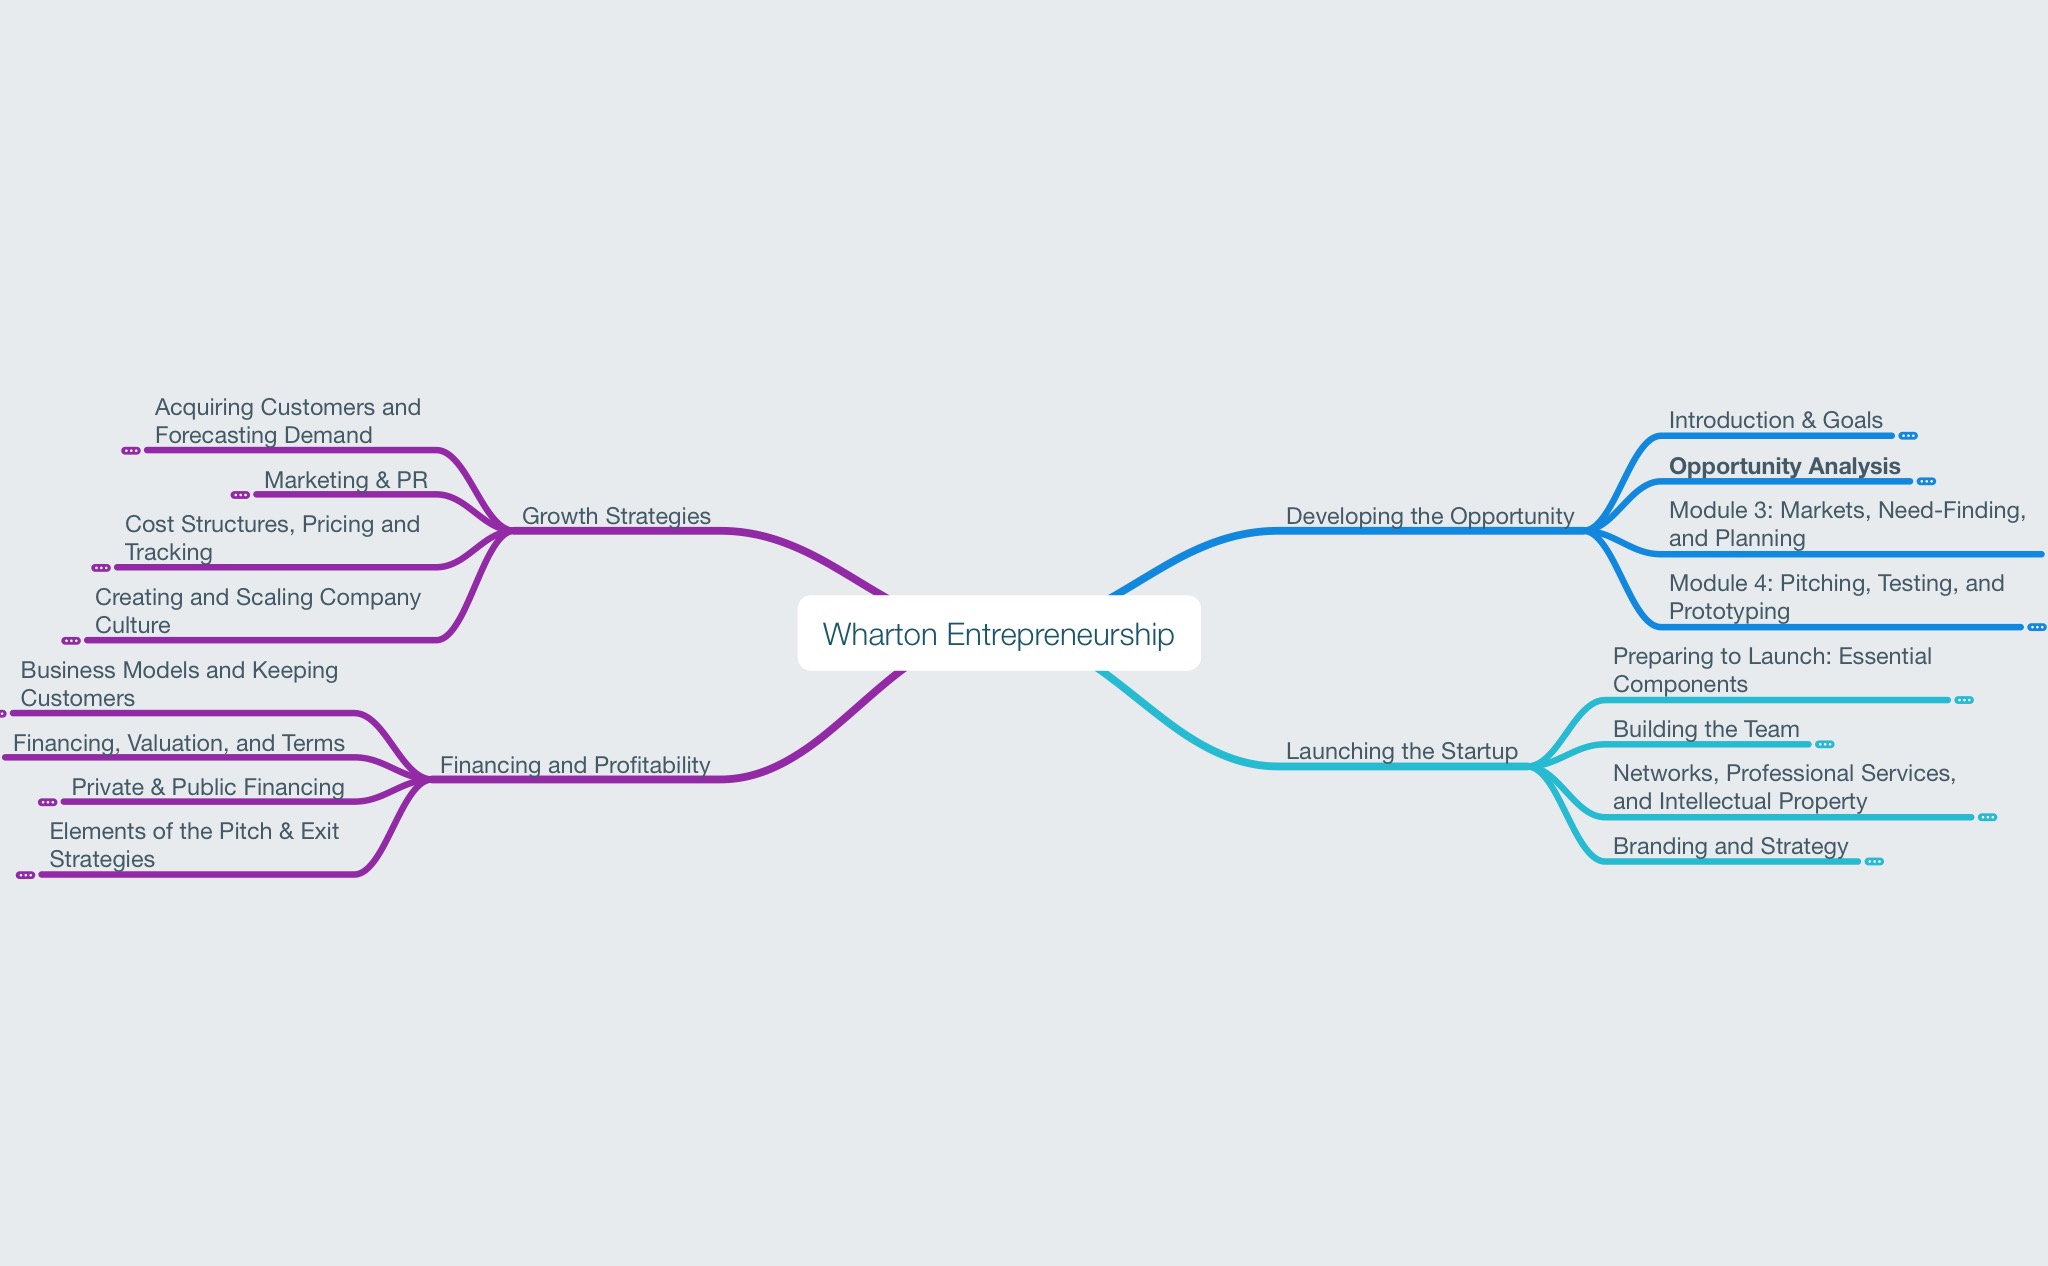 Acquiring Customers and
Forecasting Demand
Marketing & PR
Cost Structures, Pricing and
Tracking
Creating and Scaling Company
Culture
Growth Strategies
Business Models and Keeping
Customers
Financing, Valuation, and Terms
Private & Public Financing
Elements of the Pitch & Exit
Strategies
Financing and Profitability
Wharton Entrepreneurship
Developing the Opportunity
Introduction & Goals
Opportunity Analysis
Module 3: Markets, Need-Finding,
and Planning
Module 4: Pitching, Testing, and
Prototyping
Launching the Startup
Preparing to Launch: Essential
Components
Building the Team
Networks, Professional Services,
and Intellectual Property
Branding and Strategy